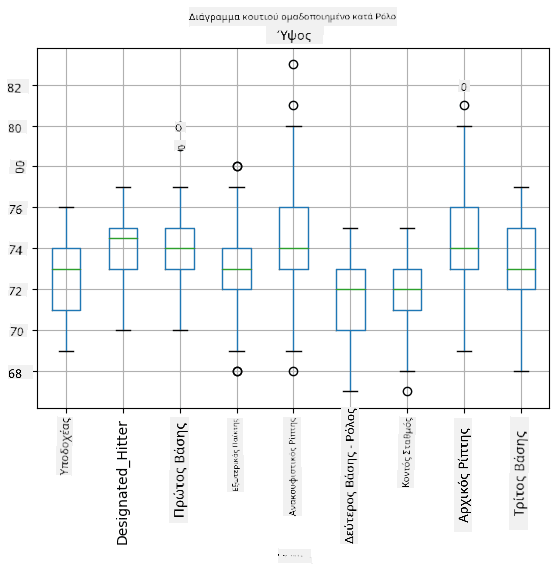 Διάγραμμα κουτιού ομαδοποιημένο κατά Ρόλο
Ύψος
82
80
00
76
74
72
70
68
Υποδοχέας
Designated_Hitter
Πρώτος Βάσης
Εξωτερικός Παίκτης
Ανακουφιστικός Ρίπτης
Δεύτερος Βάσης - Ρόλος
Κοντός Σταθμός
Αρχικός Ρίπτης
Τρίτος Βάσης